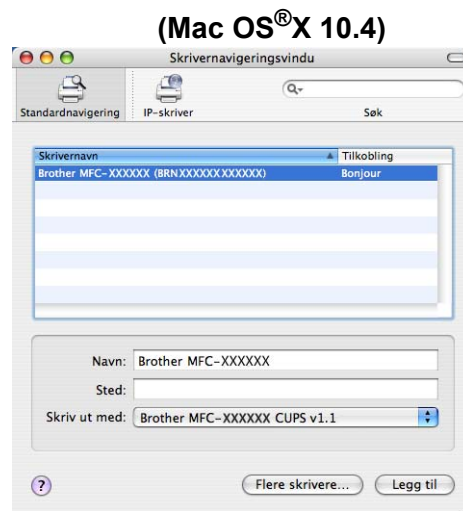 (Mac OS®X 10.4)
Skrivernavigeringsvindu
Standardnavigering IP-skriver Søk
Skrivernavn Tilkobling
Brother MFC-XXXXXX (BRNXXXXXXXXXXXX) Bonjour
Navn: Brother MFC-XXXXXX
Sted:
Skriv ut med: Brother MFC-XXXXXX CUPS v1.1
? Flere skrivere... Legg til